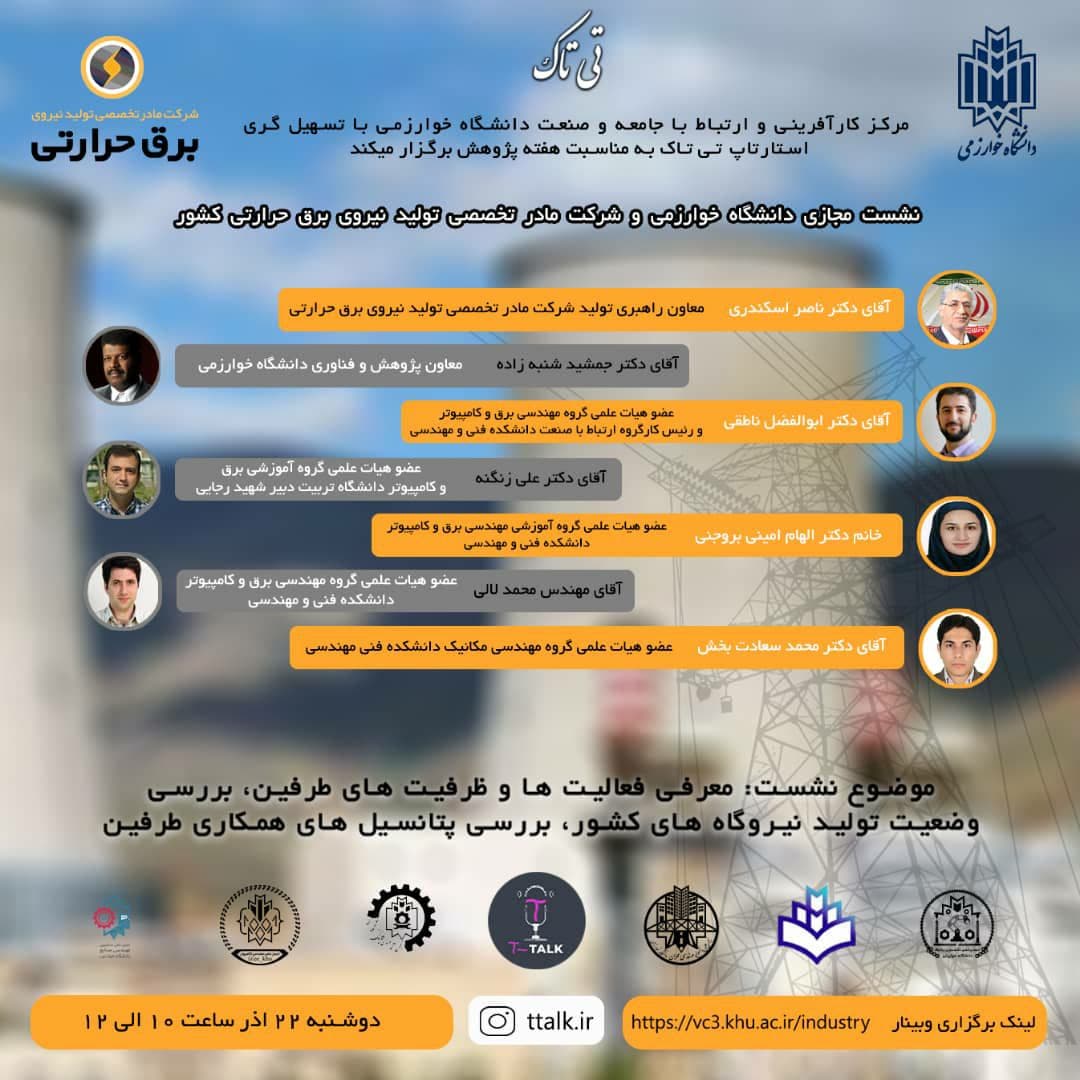 تی تاک
دانشگاه خوارزمی
شرکت مادر تخصصی تولید نیروی
برق حرارتی
مرکز کارآفرینی و ارتباط با جامعه و صنعت دانشگاه خوارزمی با تسهیل گری
استارتاپ تی تاک به مناسبت هفته پژوهش برگزار میکند
نشست مجازی دانشگاه خوارزمی و شرکت مادر تخصصی تولید نیروی برق حرارتی کشور
آقای دکتر ناصر اسکندری معاون راهبری تولید شرکت مادر تخصصی تولید نیروی برق حرارتی
آقای دکتر جمشید شنبه زاده معاون پژوهش و فناوری دانشگاه خوارزمی
آقای دکتر ابوالفضل ناطقی
عضو هیات علمی گروه مهندسی برق و کامپیوتر
و رئیس کارگروه ارتباط با صنعت دانشکده فنی و مهندسی
آقای دکتر علی زنگنه
عضو هیات علمی گروه آموزشی برق
و کامپیوتر دانشگاه تربیت دبیر شهید رجایی
خانم دکتر الهام امینی بروجنی
عضو هیات علمی گروه آموزشی مهندسی برق و کامپیوتر
دانشکده فنی و مهندسی
آقای مهندس محمد لالی
عضو هیات علمی گروه مهندسی برق و کامپیوتر
دانشکده فنی و مهندسی
آقای دکتر محمد سعادت بخش عضو هیات علمی گروه مهندسی مکانیک دانشکده فنی مهندسی
موضوع نشست: معرفی فعالیت ها و ظرفیت های طرفین، بررسی
وضعیت تولید نیروگاه های کشور، بررسی پتانسیل های همکاری طرفین
T-TALK
لینک برگزاری وبینار https://vc3.khu.ac.ir/industry
ttalk.ir
دوشنبه ۲۲ اذر ساعت ۱۰ الی ۱۲